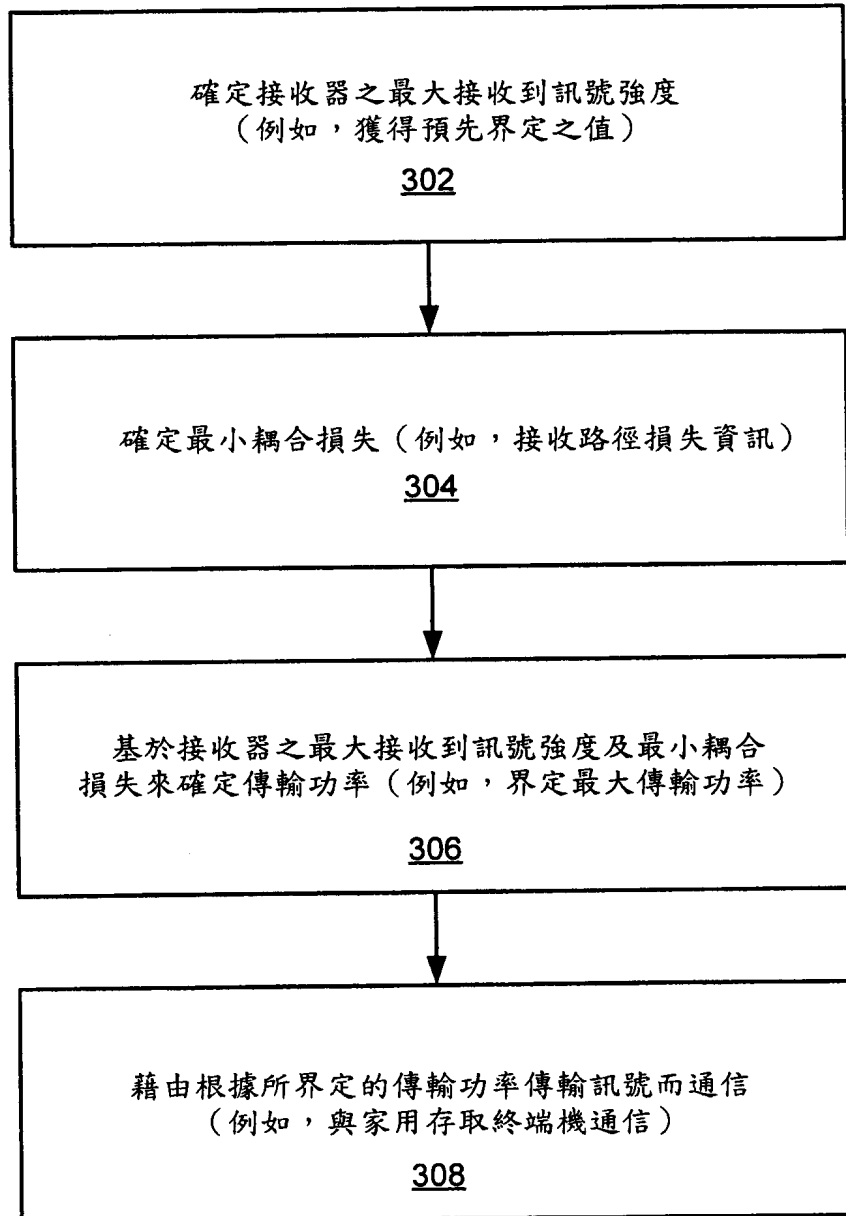 確定接收器之最大接收到訊號強度
（例如，獲得預先界定之值）
302
確定最小耦合損失（例如，接收路徑損失資訊）
304
基於接收器之最大接收到訊號強度及最小耦合
損失來確定傳輸功率（例如，界定最大傳輸功率）
306
藉由根據所界定的傳輸功率傳輸訊號而通信
（例如，與家用存取終端機通信）
308